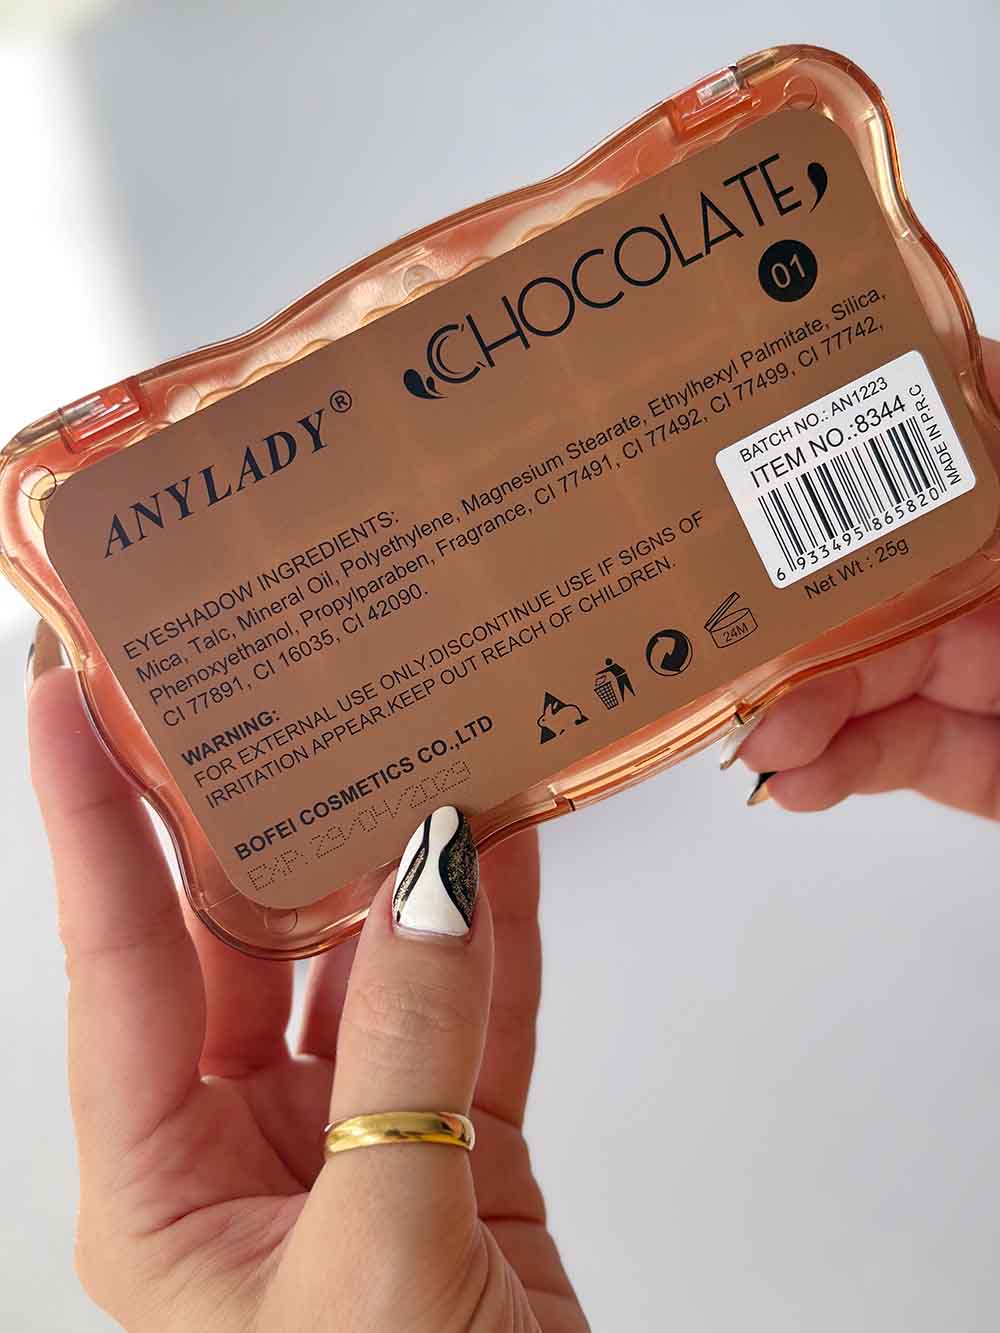 CHOCOLATE
01
ANYLADY®
EYESHADOW INGREDIENTS:
Mica, Talc, Mineral Oil, Polyethylene, Magnesium Stearate, Ethylhexyl Palmitate, Silica,
Phenoxyethanol, Propylparaben, Fragrance, CI 77491, CI 77492, CI 77499, CI 77742,
CI 77891, CI 16035, CI 42090.
WARNING:
FOR EXTERNAL USE ONLY.DISCONTINUE USE IF SIGNS OF
IRRITATION APPEAR.KEEP OUT REACH OF CHILDREN.
BOFEI COSMETICS CO.,LTD
EXP: 29/04/2029
BATCH NO.: AN1223
ITEM NO.:8344
6 933495 865820
MADE IN P.R.C
Net Wt : 25g
24M